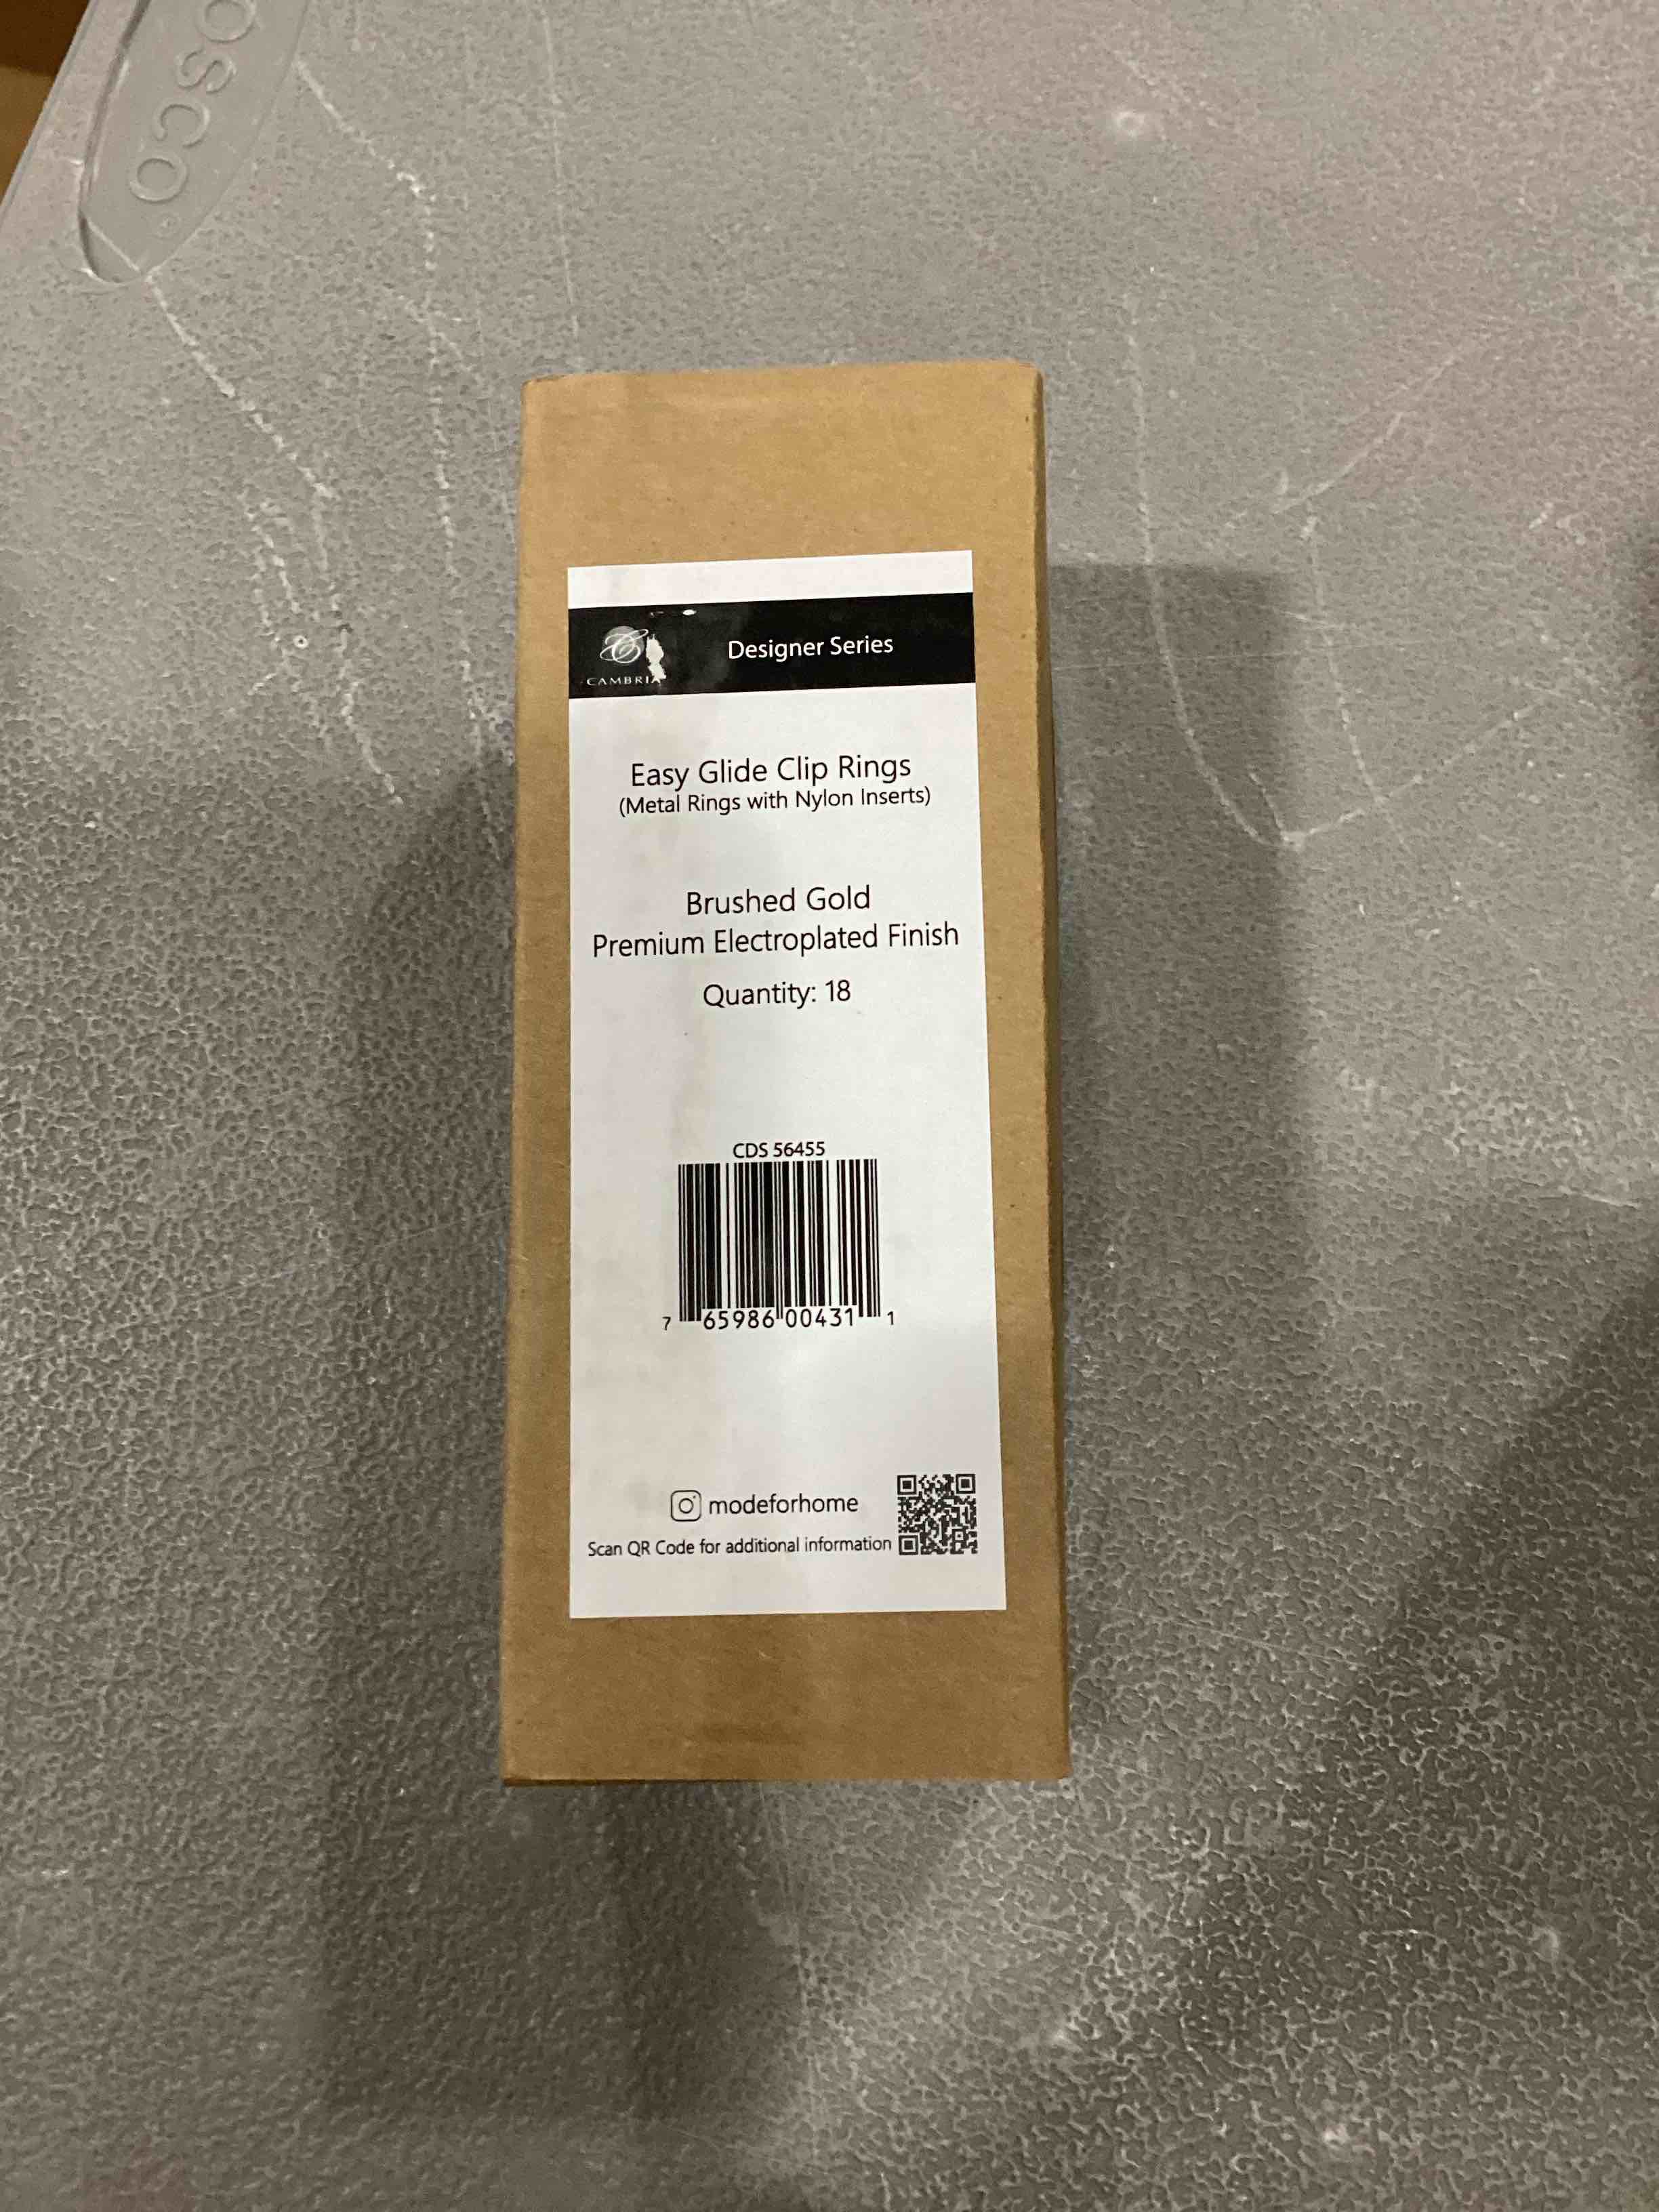 OSCO
CAMBRIA
Designer Series
Easy Glide Clip Rings
(Metal Rings with Nylon Inserts)
Brushed Gold
Premium Electroplated Finish
Quantity: 18
CDS 56455
7 65986 00431 1
modeforhome
Scan QR Code for additional information